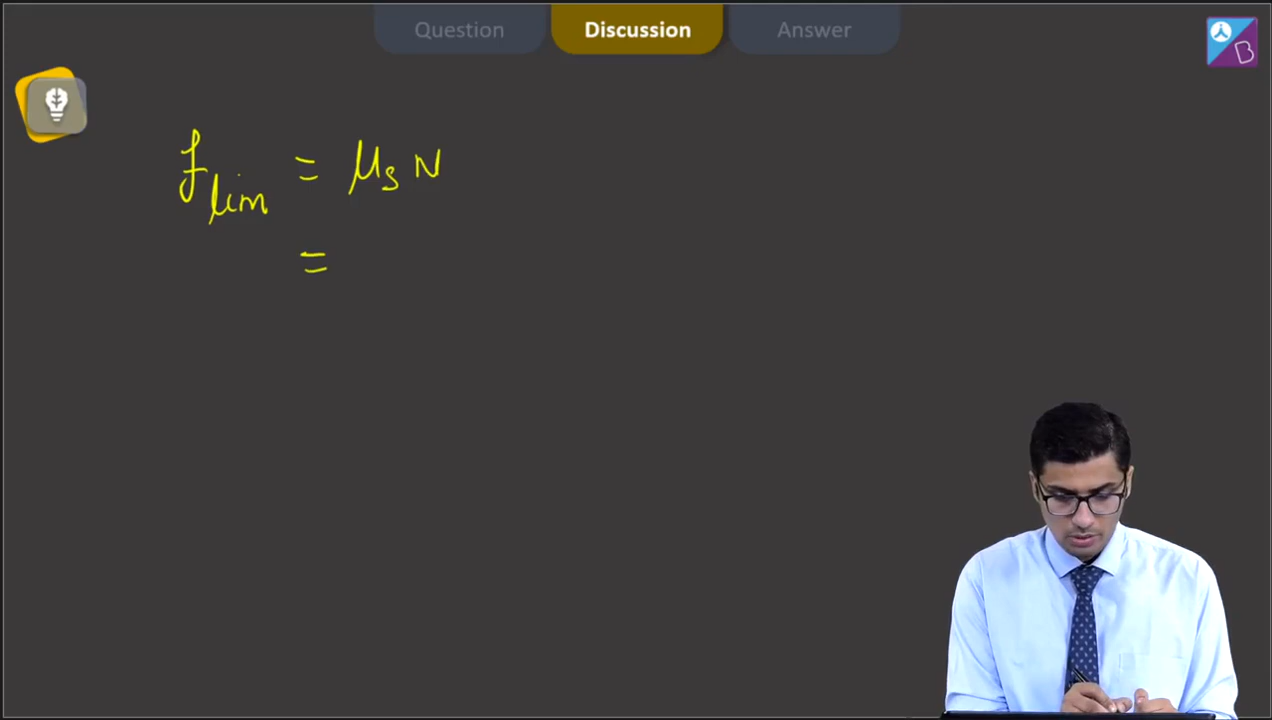 Question Discussion Answer
B
f_lim = μ_s N
=